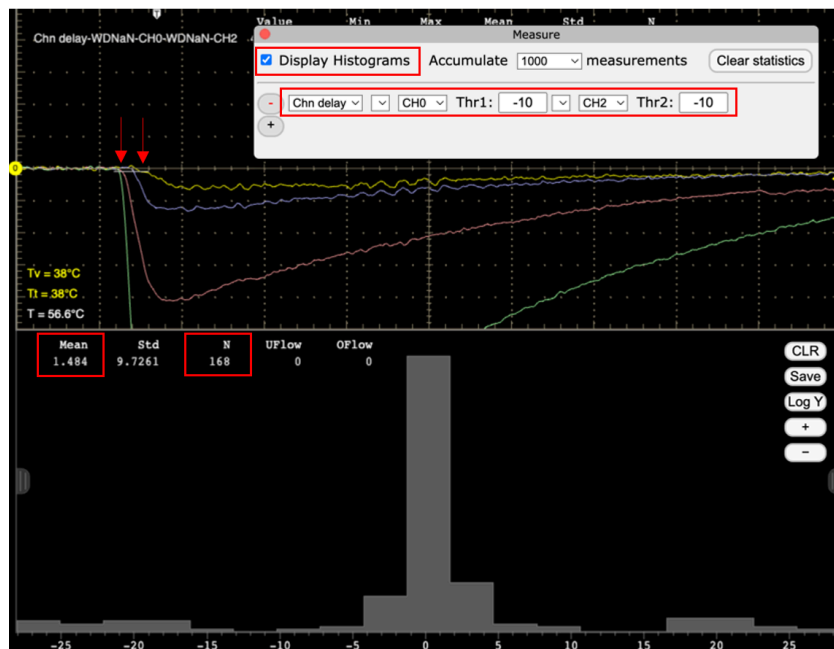 Value Min Max Mean Std N
Measure
Chn delay-WDNaN-CH0-WDNaN-CH2
Display Histograms Accumulate 1000 measurements Clear statistics
- Chn delay CH0 Thr1: -10 CH2 Thr2: -10
+
T
0
Tv = 38°C
Tt = 38°C
T = 56.6°C
Mean Std N UFlow OFlow
1.484 9.7261 168 0 0
CLR
Save
Log Y
+
−
-25 -20 -15 -10 -5 0 5 10 15 20 25